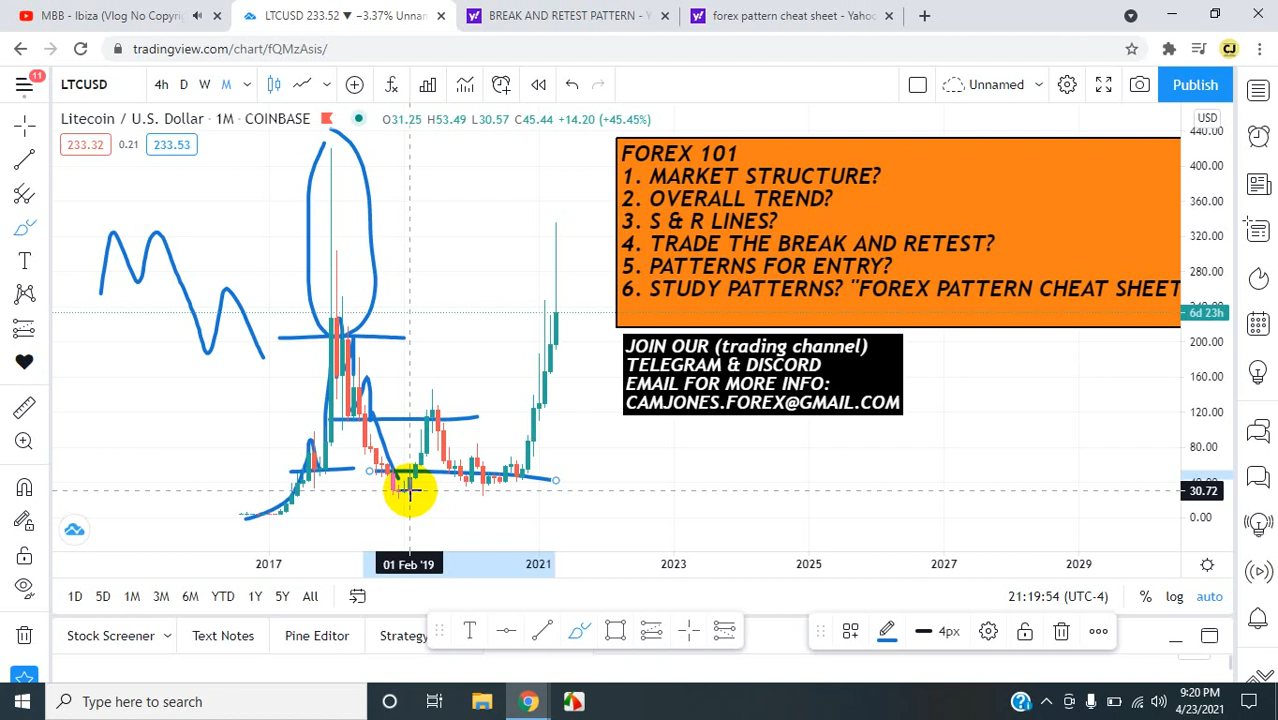 MBB - Ibiza (Vlog No Copyrig
LTCUSD 233.52 ▼ −3.37% Unnam
BREAK AND RETEST PATTERN - Y
forex pattern cheat sheet - Yahoo
tradingview.com/chart/fQMzAsis/
CJ
11
LTCUSD
4h D W M
Unnamed
Publish
Litecoin / U.S. Dollar · 1M · COINBASE
O31.25 H53.49 L30.57 C45.44 +14.20 (+45.45%)
233.32 0.21 233.53
USD
440.00
400.00
360.00
320.00
280.00
240.00
6d 23h
200.00
160.00
120.00
80.00
40.00
30.72
0.00
FOREX 101
1. MARKET STRUCTURE?
2. OVERALL TREND?
3. S & R LINES?
4. TRADE THE BREAK AND RETEST?
5. PATTERNS FOR ENTRY?
6. STUDY PATTERNS? "FOREX PATTERN CHEAT SHEET
JOIN OUR (trading channel)
TELEGRAM & DISCORD
EMAIL FOR MORE INFO:
CAMJONES.FOREX@GMAIL.COM
2017 01 Feb '19 2021 2023 2025 2027 2029
1D 5D 1M 3M 6M YTD 1Y 5Y All
21:19:54 (UTC-4) % log auto
Stock Screener Text Notes Pine Editor Strategy
4px
Type here to search
9:20 PM
4/23/2021